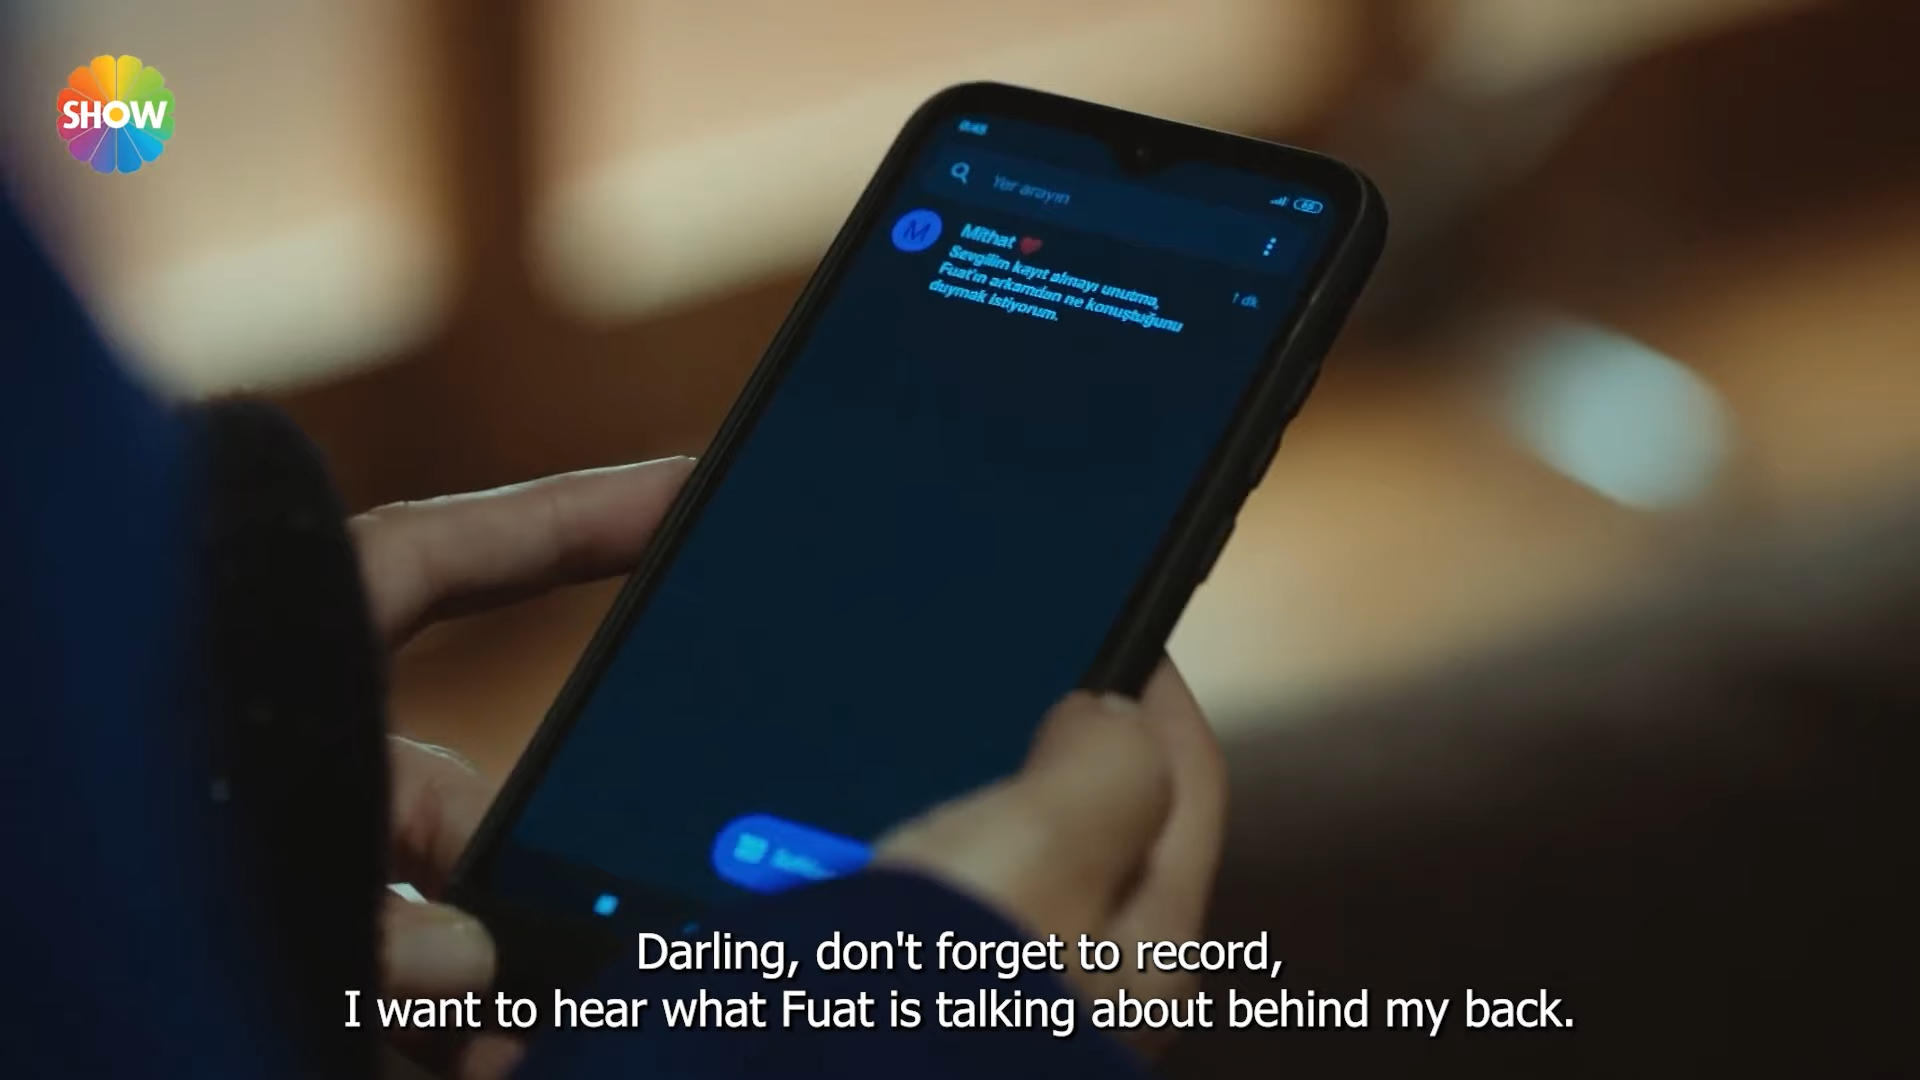 SHOW
Yer arayın
Mithat ❤
M
1 dk.
Sevgilim kayıt almayı unutma,
Fuat'ın arkamdan ne konuştuğunu
duymak istiyorum.
Darling, don't forget to record,
I want to hear what Fuat is talking about behind my back.